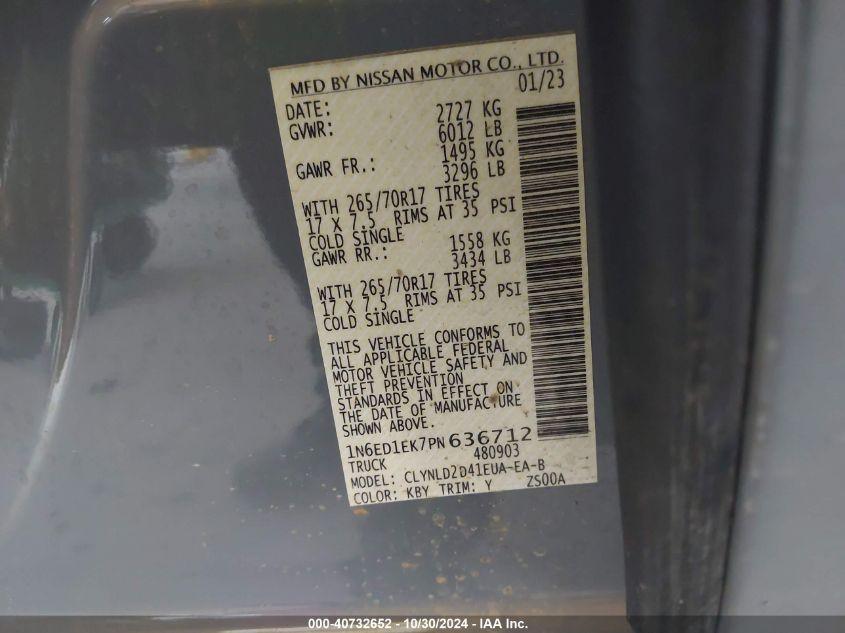 MFD BY NISSAN MOTOR CO., LTD.
DATE: 01/23
GVWR: 2727 KG
6012 LB
GAWR FR.: 1495 KG
3296 LB
WITH 265/70R17 TIRES
17 X 7.5 RIMS AT 35 PSI
COLD SINGLE
GAWR RR.: 1558 KG
3434 LB
WITH 265/70R17 TIRES
17 X 7.5 RIMS AT 35 PSI
COLD SINGLE
THIS VEHICLE CONFORMS TO
ALL APPLICABLE FEDERAL
MOTOR VEHICLE SAFETY AND
THEFT PREVENTION
STANDARDS IN EFFECT ON
THE DATE OF MANUFACTURE
SHOWN ABOVE.
1N6ED1EK7PN636712
TRUCK 480903
MODEL: CLYNLD2D41EUA-EA-B
COLOR: KBY TRIM: Y ZS00A
000-40732652 - 10/30/2024 - IAA Inc.